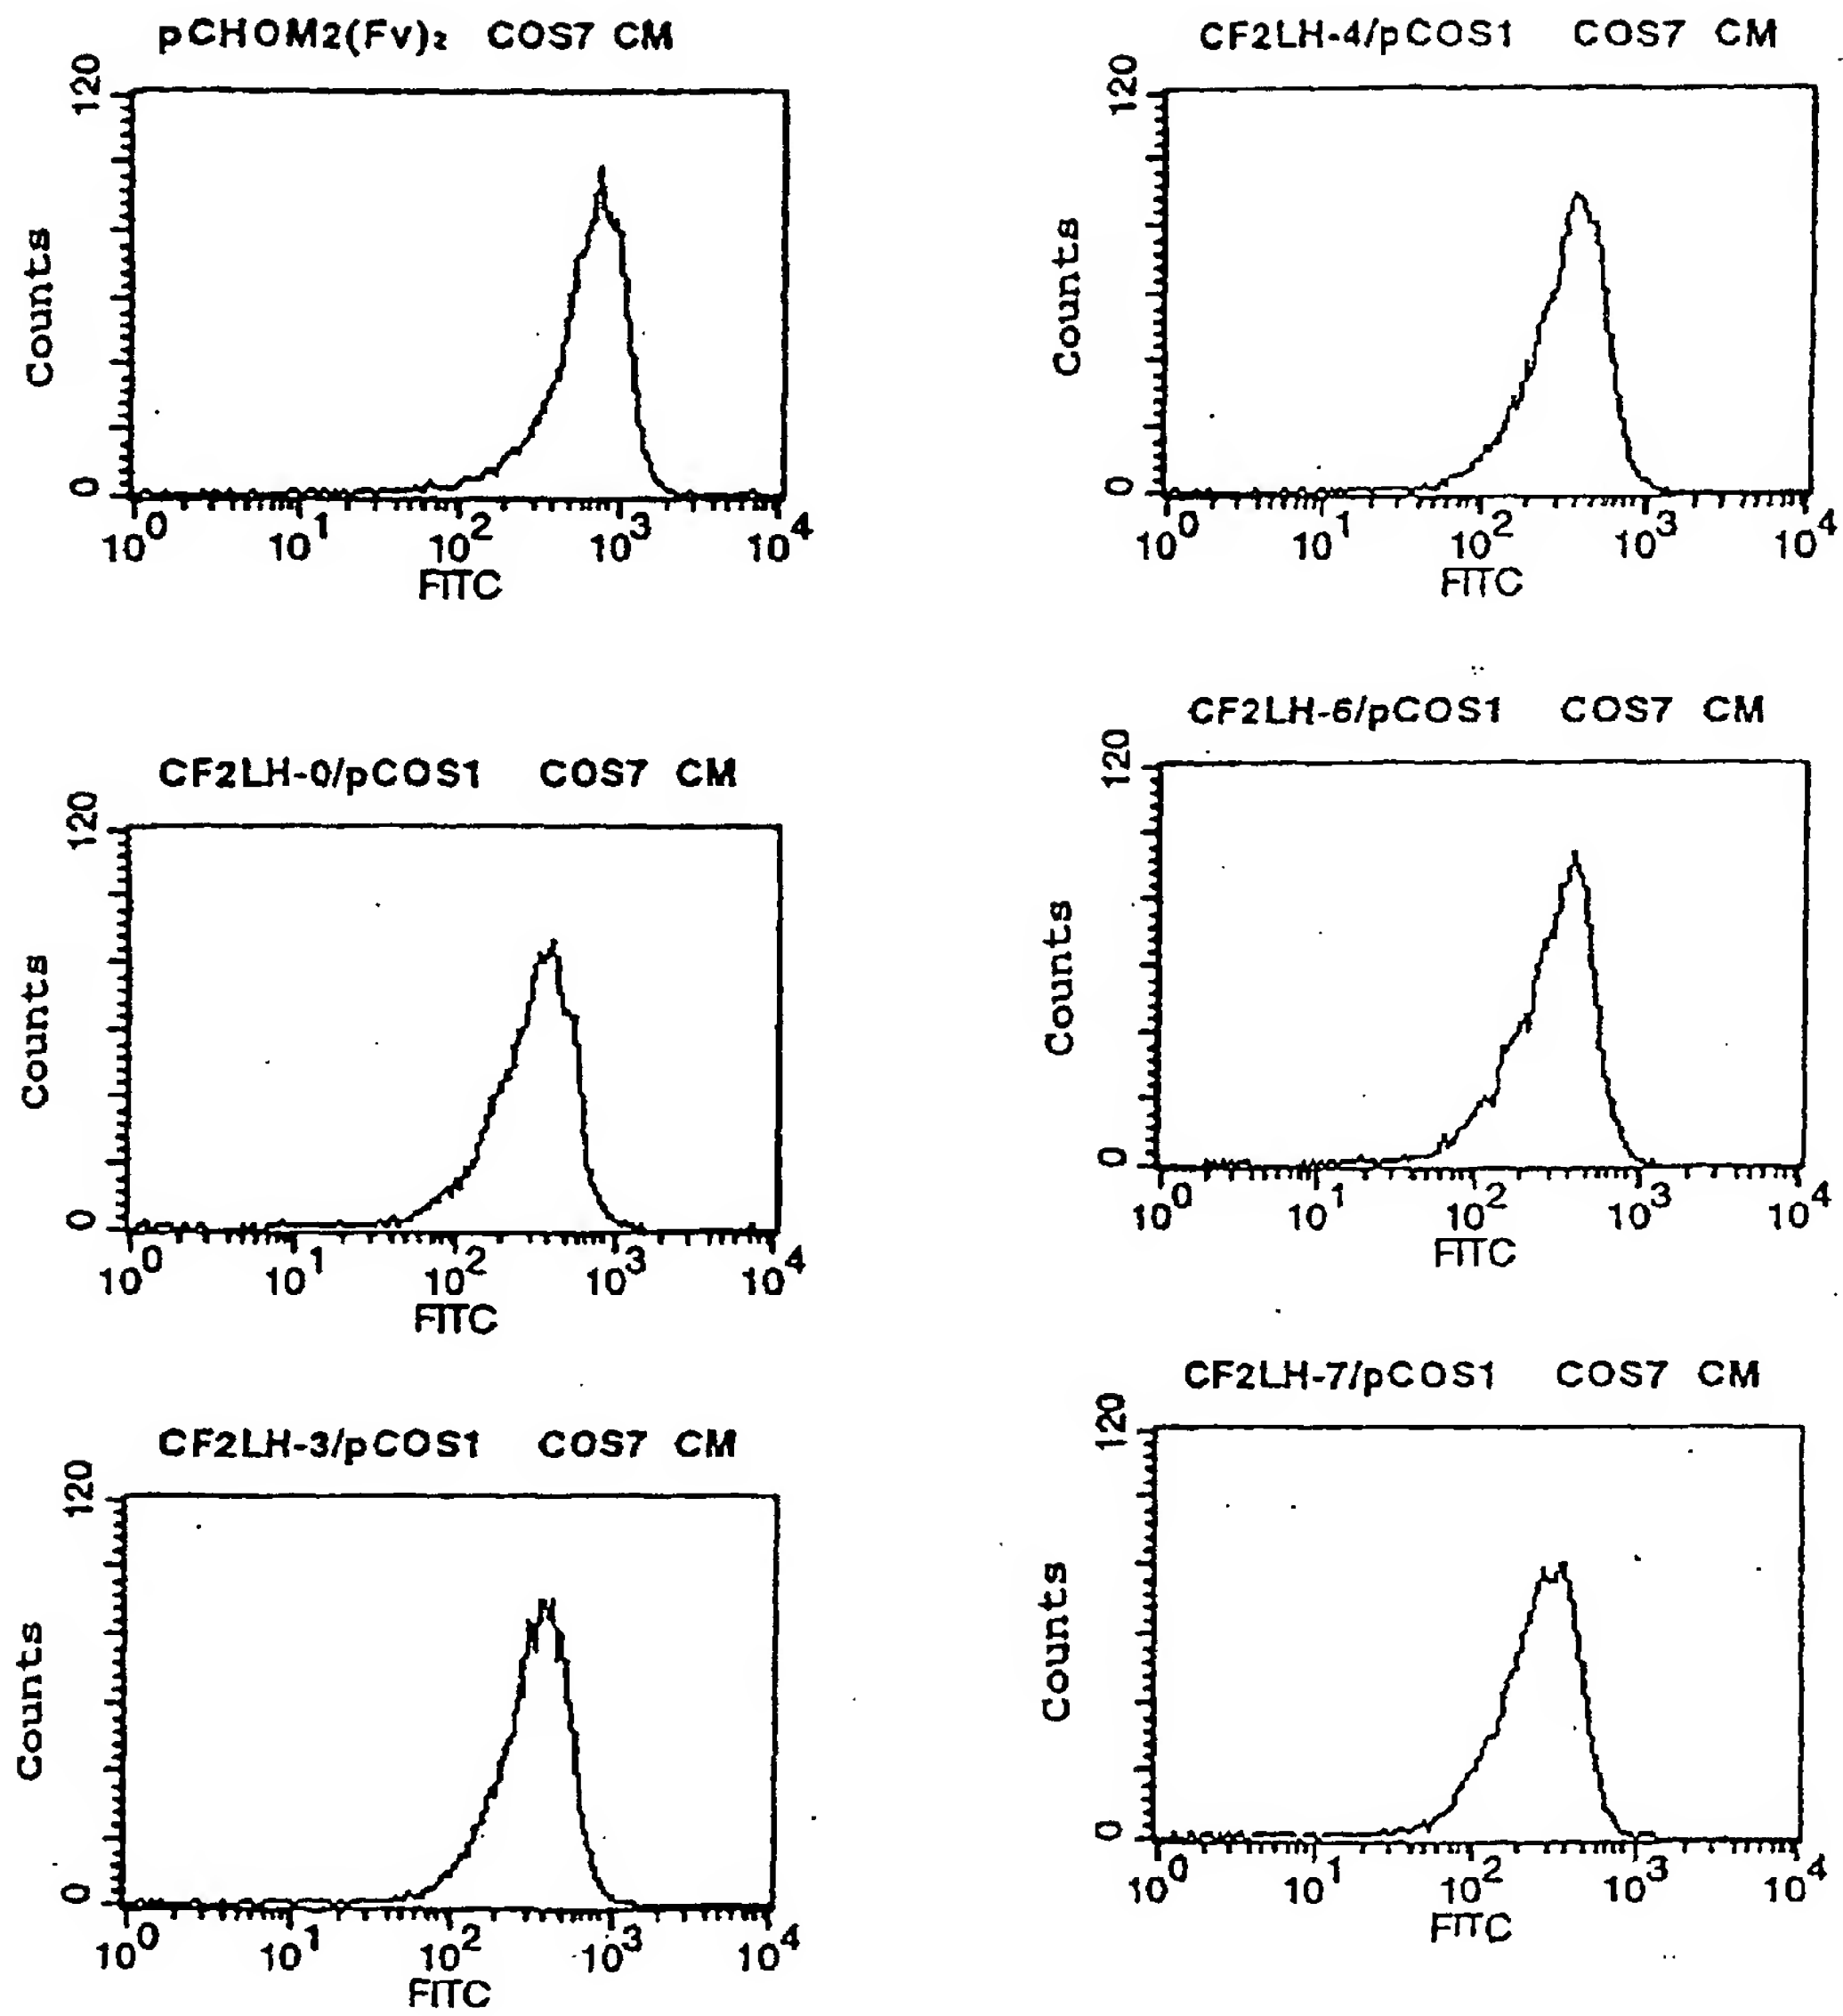 pCHOM2(Fv)₂ COS7 CM
120
Counts
0
10⁰ 10¹ 10² 10³ 10⁴
FITC
CF2LH-0/pCOS1 COS7 CM
120
Counts
0
10⁰ 10¹ 10² 10³ 10⁴
FITC
CF2LH-3/pCOS1 COS7 CM
120
Counts
0
10⁰ 10¹ 10² 10³ 10⁴
FITC
CF2LH-4/pCOS1 COS7 CM
120
Counts
0
10⁰ 10¹ 10² 10³ 10⁴
FITC
CF2LH-6/pCOS1 COS7 CM
120
Counts
0
10⁰ 10¹ 10² 10³ 10⁴
FITC
CF2LH-7/pCOS1 COS7 CM
120
Counts
0
10⁰ 10¹ 10² 10³ 10⁴
FITC